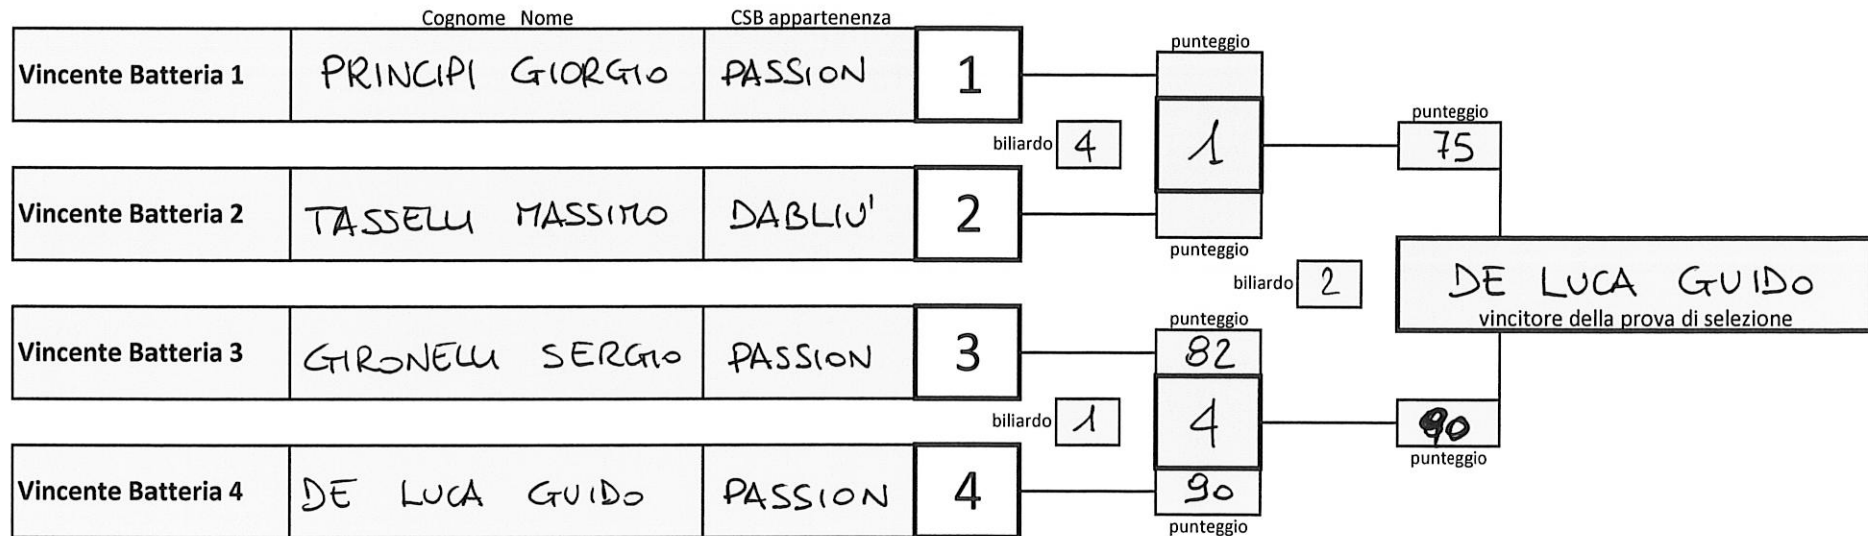 Cognome Nome CSB appartenenza
Vincente Batteria 1 PRINCIPI GIORGIO PASSION 1
punteggio
biliardo 4 1
punteggio
75
Vincente Batteria 2 TASSELLI MASSIMO DABLIU' 2
punteggio
biliardo 2
DE LUCA GUIDO
vincitore della prova di selezione
Vincente Batteria 3 GIRONELLI SERGIO PASSION 3
punteggio
82
biliardo 1 4
90
punteggio
Vincente Batteria 4 DE LUCA GUIDO PASSION 4
90
punteggio